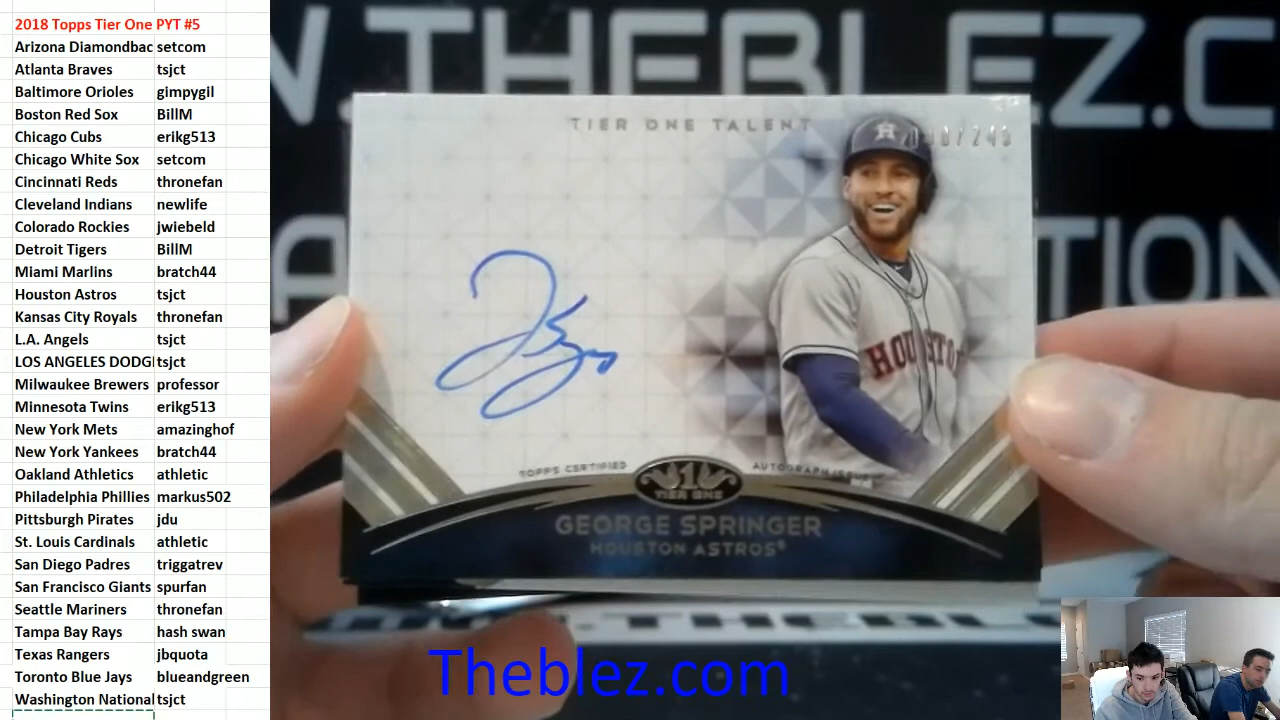 2018 Topps Tier One PYT #5
Arizona Diamondbac setcom
Atlanta Braves tsjct
Baltimore Orioles gimpygil
Boston Red Sox BillM
Chicago Cubs erikg513
Chicago White Sox setcom
Cincinnati Reds thronefan
Cleveland Indians newlife
Colorado Rockies jwiebeld
Detroit Tigers BillM
Miami Marlins bratch44
Houston Astros tsjct
Kansas City Royals thronefan
L.A. Angels tsjct
LOS ANGELES DODG tsjct
Milwaukee Brewers professor
Minnesota Twins erikg513
New York Mets amazinghof
New York Yankees bratch44
Oakland Athletics athletic
Philadelphia Phillies markus502
Pittsburgh Pirates jdu
St. Louis Cardinals athletic
San Diego Padres triggatrev
San Francisco Giants spurfan
Seattle Mariners thronefan
Tampa Bay Rays hash swan
Texas Rangers jbquota
Toronto Blue Jays blueandgreen
Washington National tsjct
W.THEBLEZ.C
TION
TIER ONE TALENT
H
HOUSTON
TOPPS CERTIFIED
AUTOGRAPH ISSUE
1
TIER ONE
GEORGE SPRINGER
HOUSTON ASTROS®
.THEBL
Theblez.com